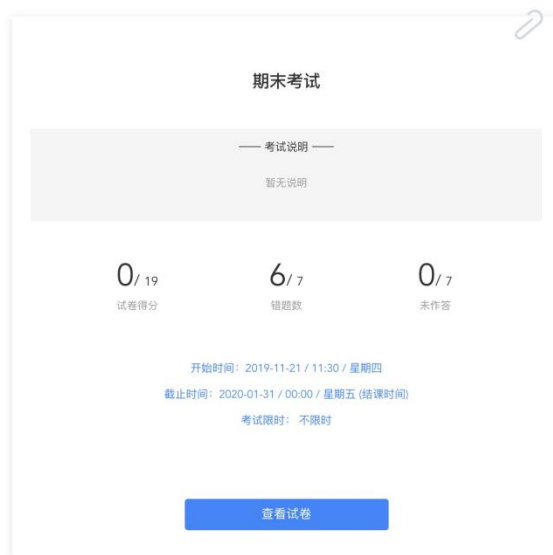 期末考试
—— 考试说明 ——
暂无说明
0/ 19 6/ 7 0/ 7
试卷得分 错题数 未作答
开始时间：2019-11-21 / 11:30 / 星期四
截止时间：2020-01-31 / 00:00 / 星期五 (结课时间)
考试限时： 不限时
查看试卷